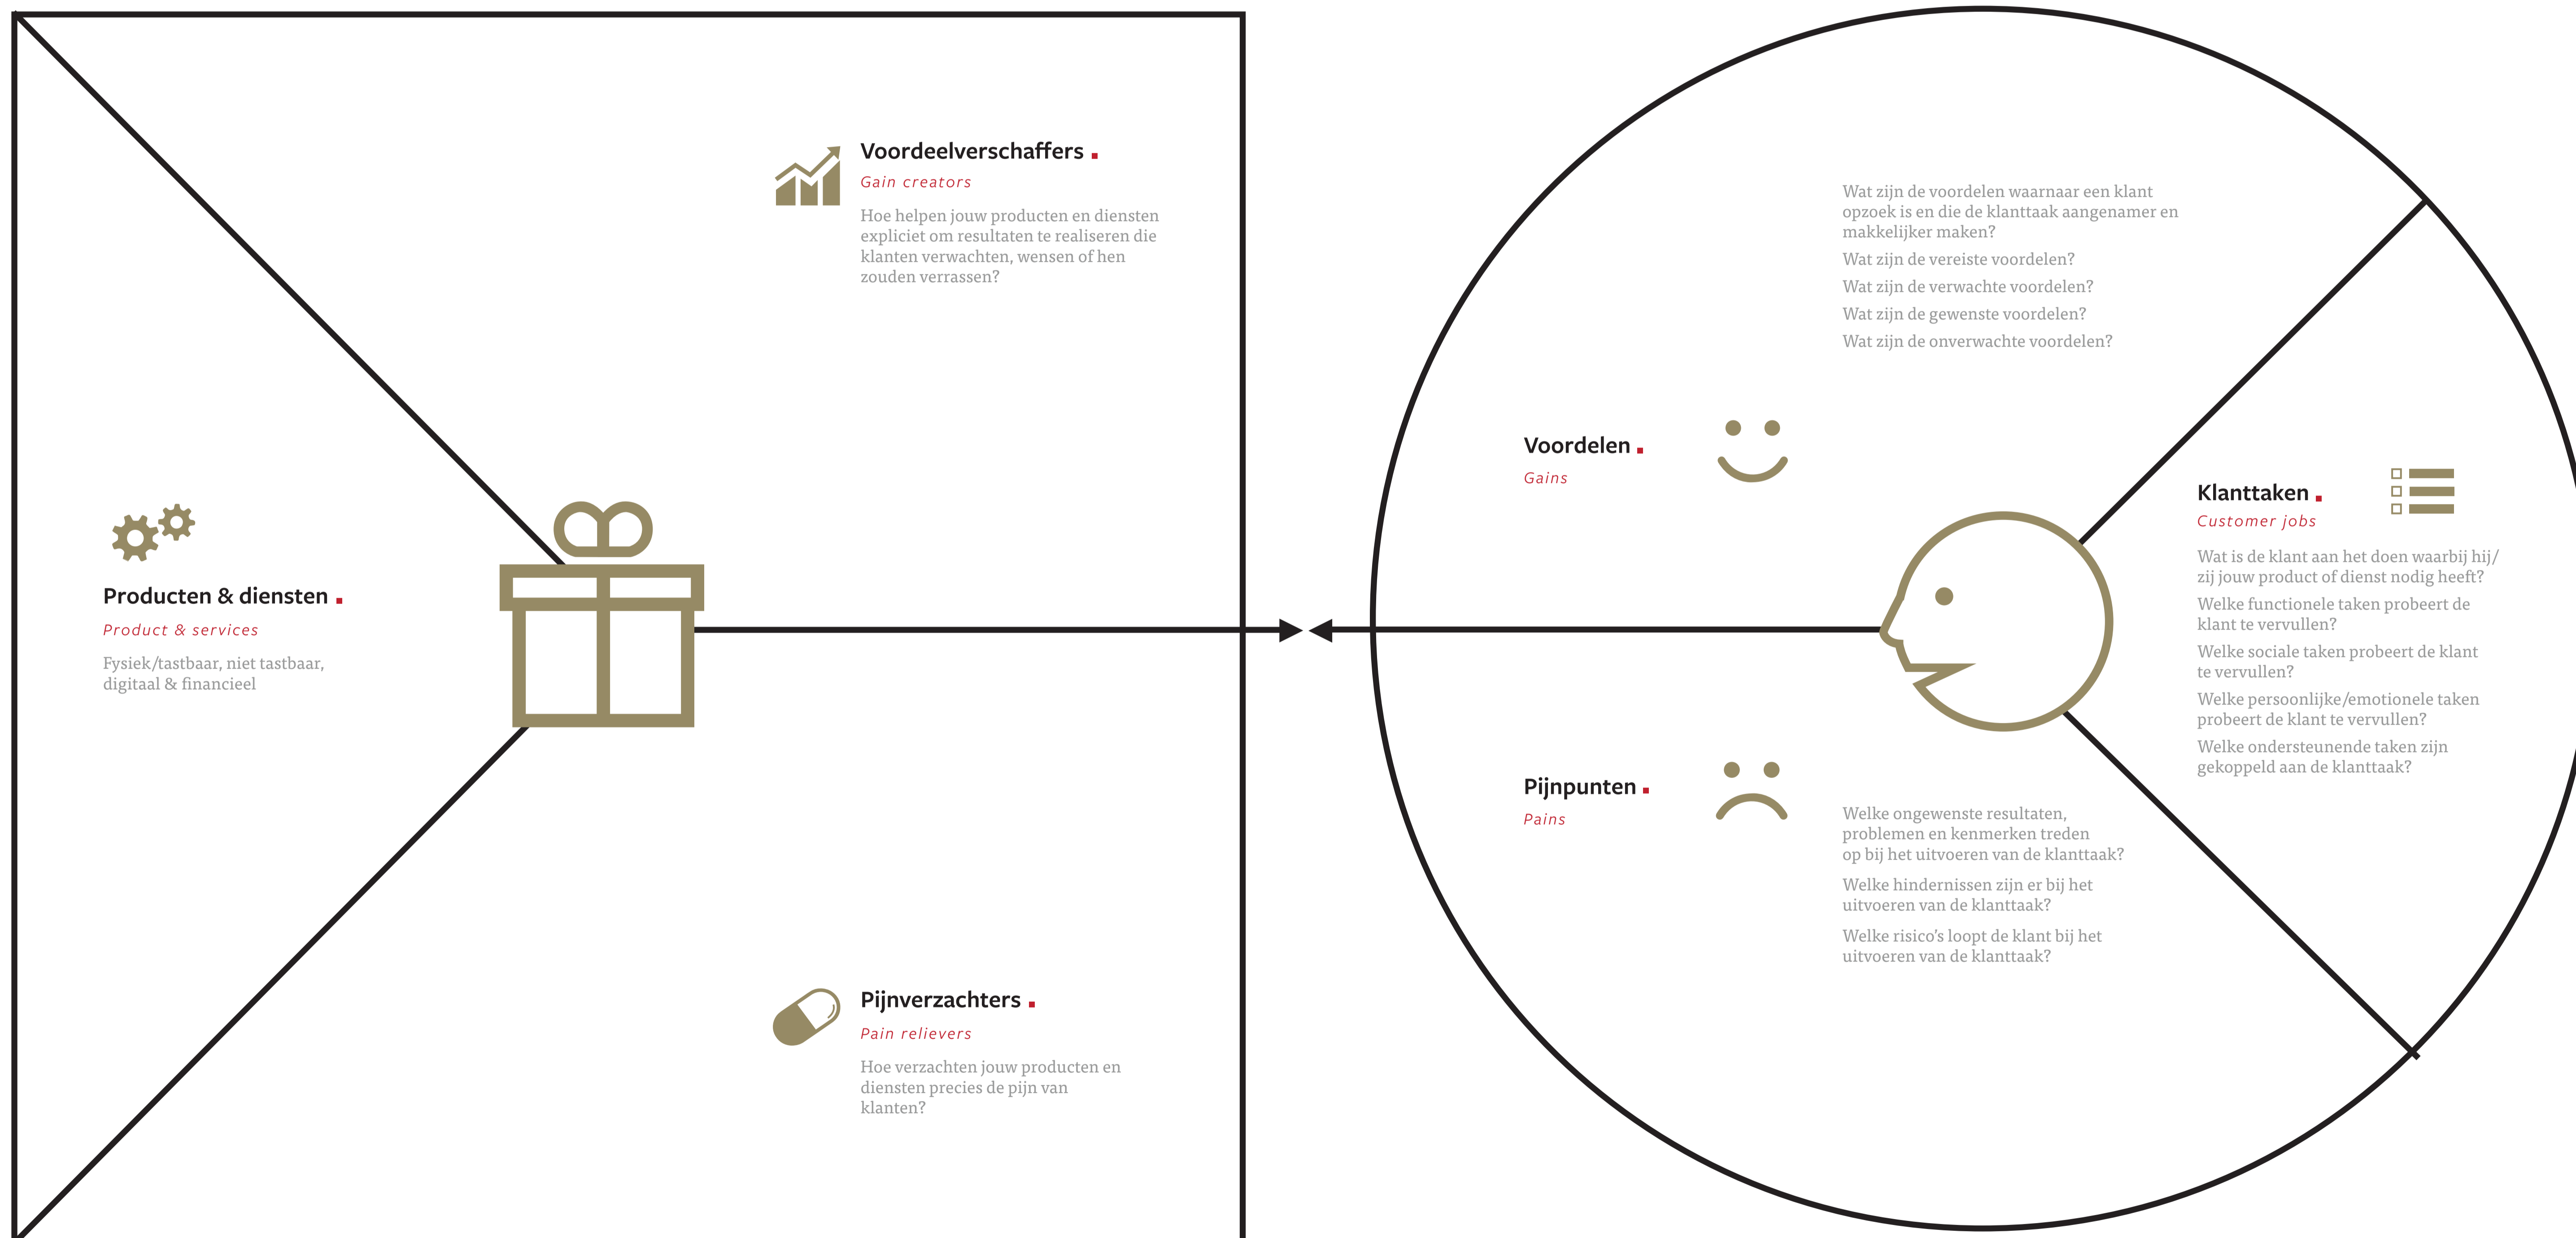 Voordeelverschaffers
Gain creators
Hoe helpen jouw producten en diensten
expliciet om resultaten te realiseren die
klanten verwachten, wensen of hen
zouden verrassen?
Producten & diensten
Product & services
Fysiek/tastbaar, niet tastbaar,
digitaal & financieel
Pijnverzachters
Pain relievers
Hoe verzachten jouw producten en
diensten precies de pijn van
klanten?
Wat zijn de voordelen waarnaar een klant
opzoek is en die de klanttaak aangenamer en
makkelijker maken?
Wat zijn de vereiste voordelen?
Wat zijn de verwachte voordelen?
Wat zijn de gewenste voordelen?
Wat zijn de onverwachte voordelen?
Voordelen
Gains
Klanttaken
Customer jobs
Wat is de klant aan het doen waarbij hij/
zij jouw product of dienst nodig heeft?
Welke functionele taken probeert de
klant te vervullen?
Welke sociale taken probeert de klant
te vervullen?
Welke persoonlijke/emotionele taken
probeert de klant te vervullen?
Welke ondersteunende taken zijn
gekoppeld aan de klanttaak?
Pijnpunten
Pains
Welke ongewenste resultaten,
problemen en kenmerken treden
op bij het uitvoeren van de klanttaak?
Welke hindernissen zijn er bij het
uitvoeren van de klanttaak?
Welke risico's loopt de klant bij het
uitvoeren van de klanttaak?